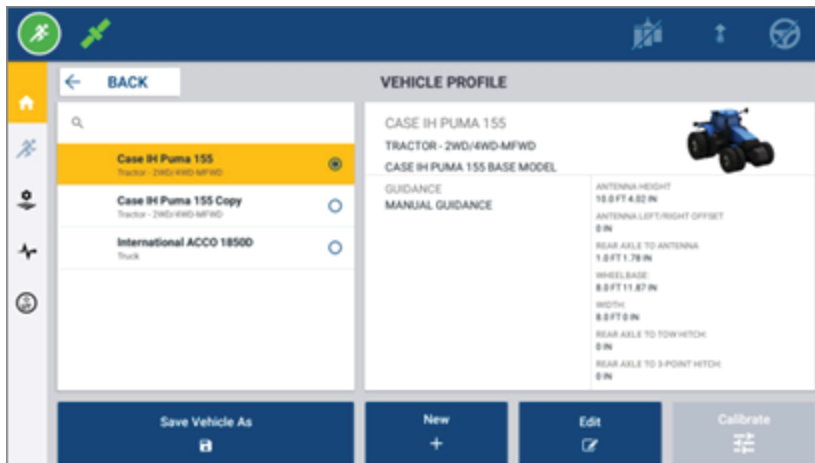 BACK
VEHICLE PROFILE
Case IH Puma 155
Tractor - 2WD/4WD-MFWD
Case IH Puma 155 Copy
Tractor - 2WD/4WD-MFWD
International ACCO 1850D
Truck
CASE IH PUMA 155
TRACTOR - 2WD/4WD-MFWD
CASE IH PUMA 155 BASE MODEL
GUIDANCE
MANUAL GUIDANCE
ANTENNA HEIGHT
10.0 FT 4.02 IN
ANTENNA LEFT/RIGHT OFFSET
0 IN
REAR AXLE TO ANTENNA
1.0 FT 1.78 IN
WHEELBASE:
8.0 FT 11.87 IN
WIDTH:
8.0 FT 0 IN
REAR AXLE TO TOW HITCH:
0 IN
REAR AXLE TO 3-POINT HITCH:
0 IN
Save Vehicle As
New
Edit
Calibrate